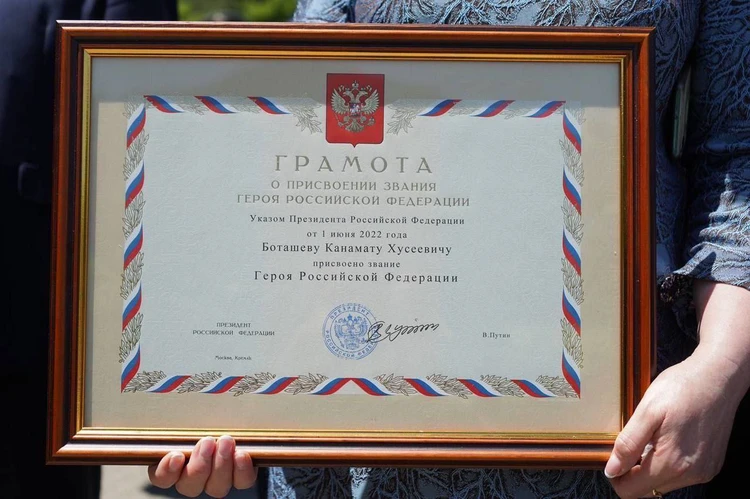 ГРАМОТА
О ПРИСВОЕНИИ ЗВАНИЯ
ГЕРОЯ РОССИЙСКОЙ ФЕДЕРАЦИИ
Указом Президента Российской Федерации
от 1 июня 2022 года
Боташеву Канамату Хусеевичу
присвоено звание
Героя Российской Федерации
ПРЕЗИДЕНТ
РОССИЙСКОЙ ФЕДЕРАЦИИ
В.Путин
Москва, Кремль